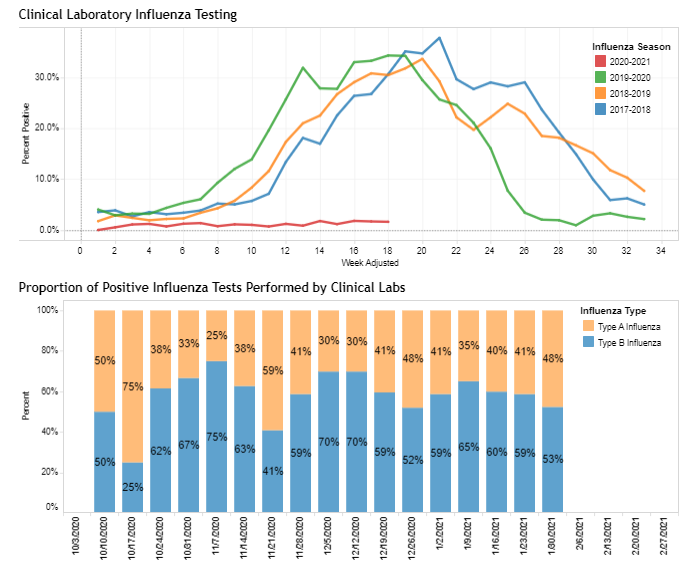 Clinical Laboratory Influenza Testing
Percent Positive
30.0%
20.0%
10.0%
0.0%
Influenza Season
2020-2021
2019-2020
2018-2019
2017-2018
0 2 4 6 8 10 12 14 16 18 20 22 24 26 28 30 32 34
Week Adjusted
Proportion of Positive Influenza Tests Performed by Clinical Labs
Percent
100%
80%
60%
40%
20%
0%
50% 75% 38% 33% 25% 38% 59% 41% 30% 30% 41% 48% 41% 35% 40% 41% 48%
50% 25% 62% 67% 75% 63% 41% 59% 70% 70% 59% 52% 59% 65% 60% 59% 53%
Influenza Type
Type A Influenza
Type B Influenza
10/3/2020 10/10/2020 10/17/2020 10/24/2020 10/31/2020 11/7/2020 11/14/2020 11/21/2020 11/28/2020 12/5/2020 12/12/2020 12/19/2020 12/26/2020 1/2/2021 1/9/2021 1/16/2021 1/23/2021 1/30/2021 2/6/2021 2/13/2021 2/20/2021 2/27/2021